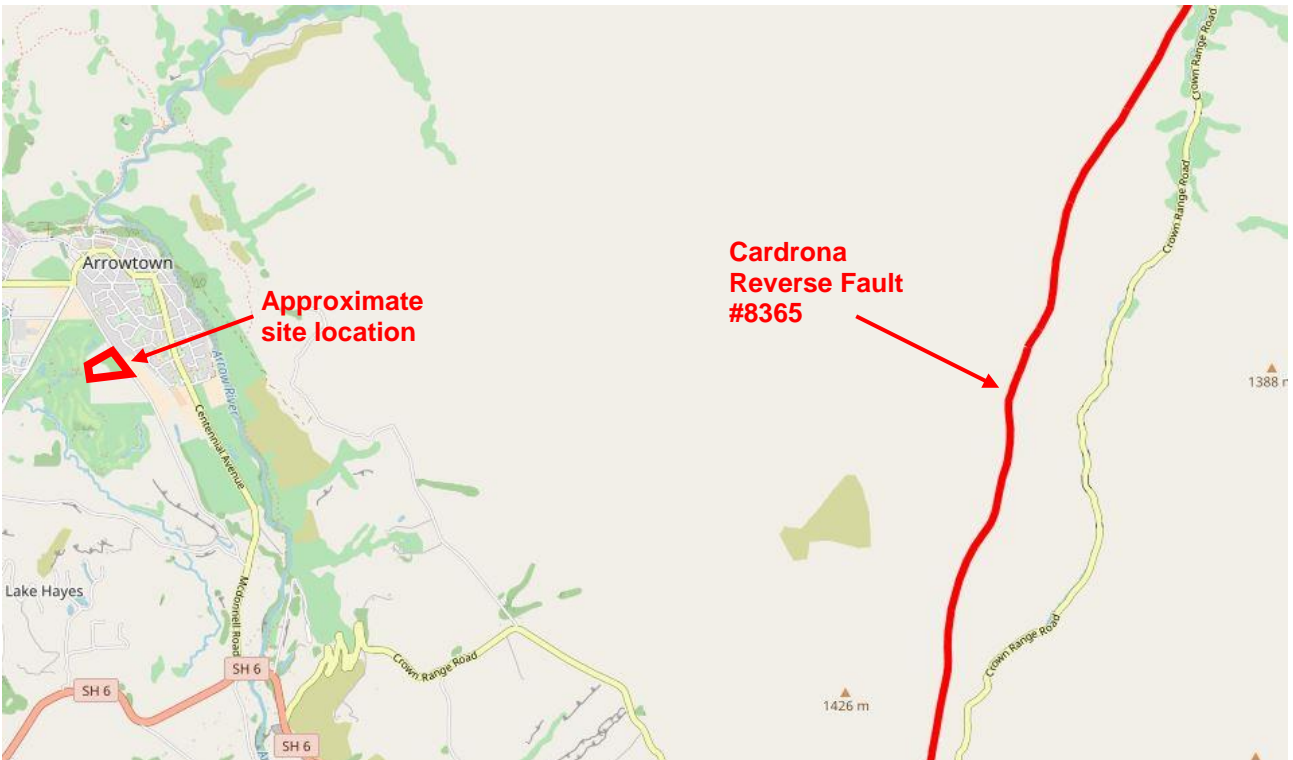 Crown Range Road
Crown Range Road
Cardrona
Reverse Fault
#8365
Arrowtown
Approximate
site location
Arrow River
1388 m
Centennial Avenue
Lake Hayes
Mcdonnell Road
Crown Range Road
Crown Range Road
SH 6
SH 6
1426 m
SH 6